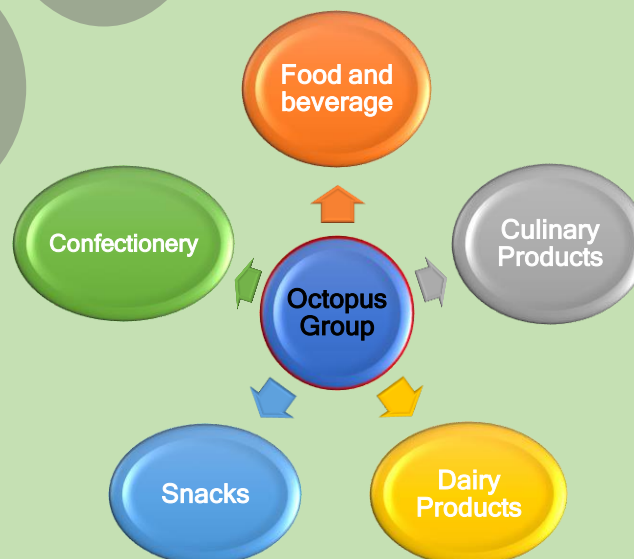 Food and
beverage
Confectionery
Culinary
Products
Octopus
Group
Snacks
Dairy
Products